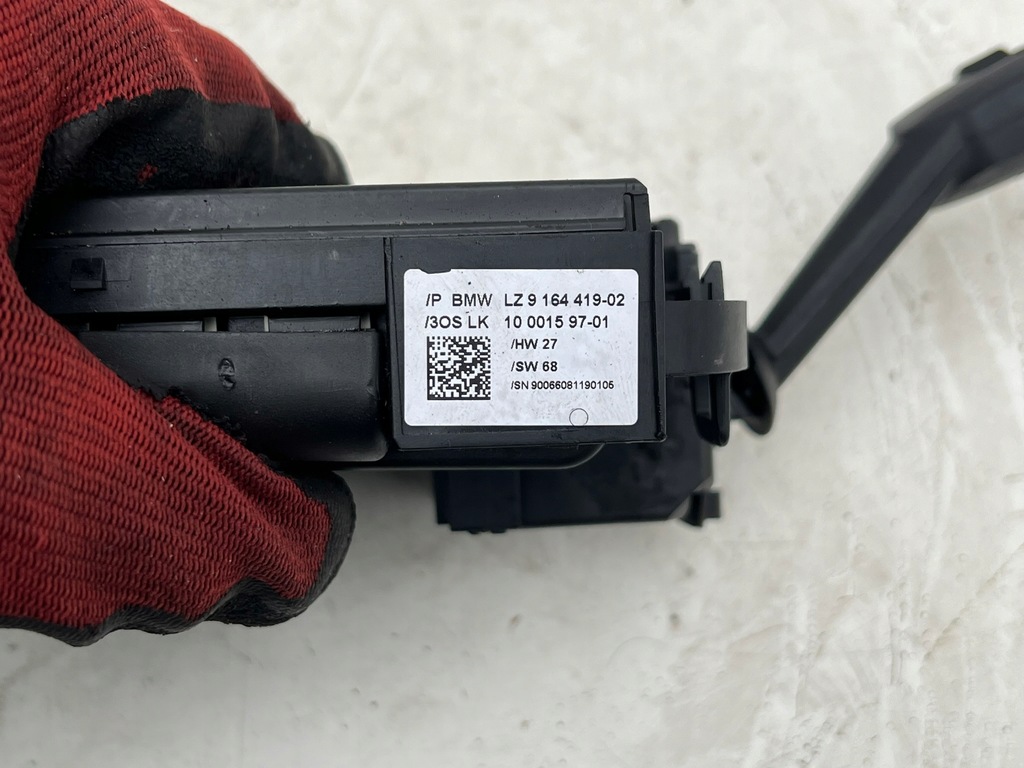 /P BMW LZ 9 164 419-02
/3OS LK 10 0015 97-01
/HW 27
/SW 68
/SN 90066081190105